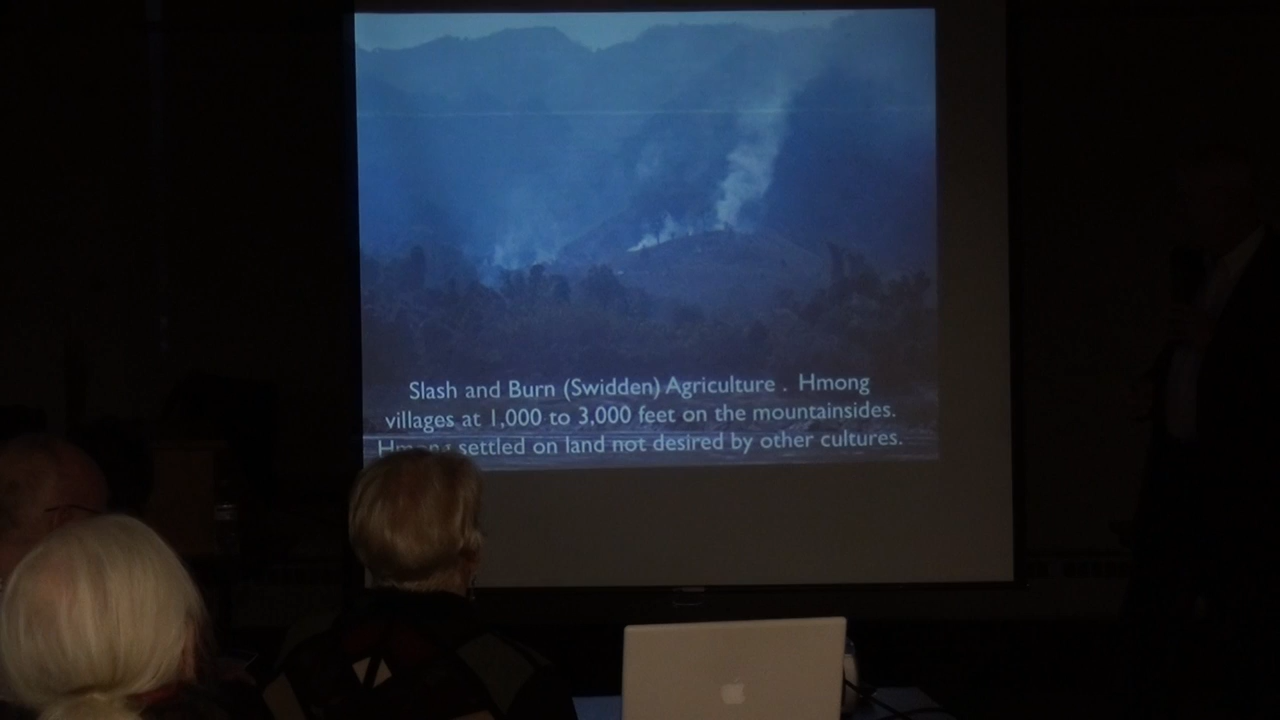 Slash and Burn (Swidden) Agriculture . Hmong
villages at 1,000 to 3,000 feet on the mountainsides.
Hmong settled on land not desired by other cultures.